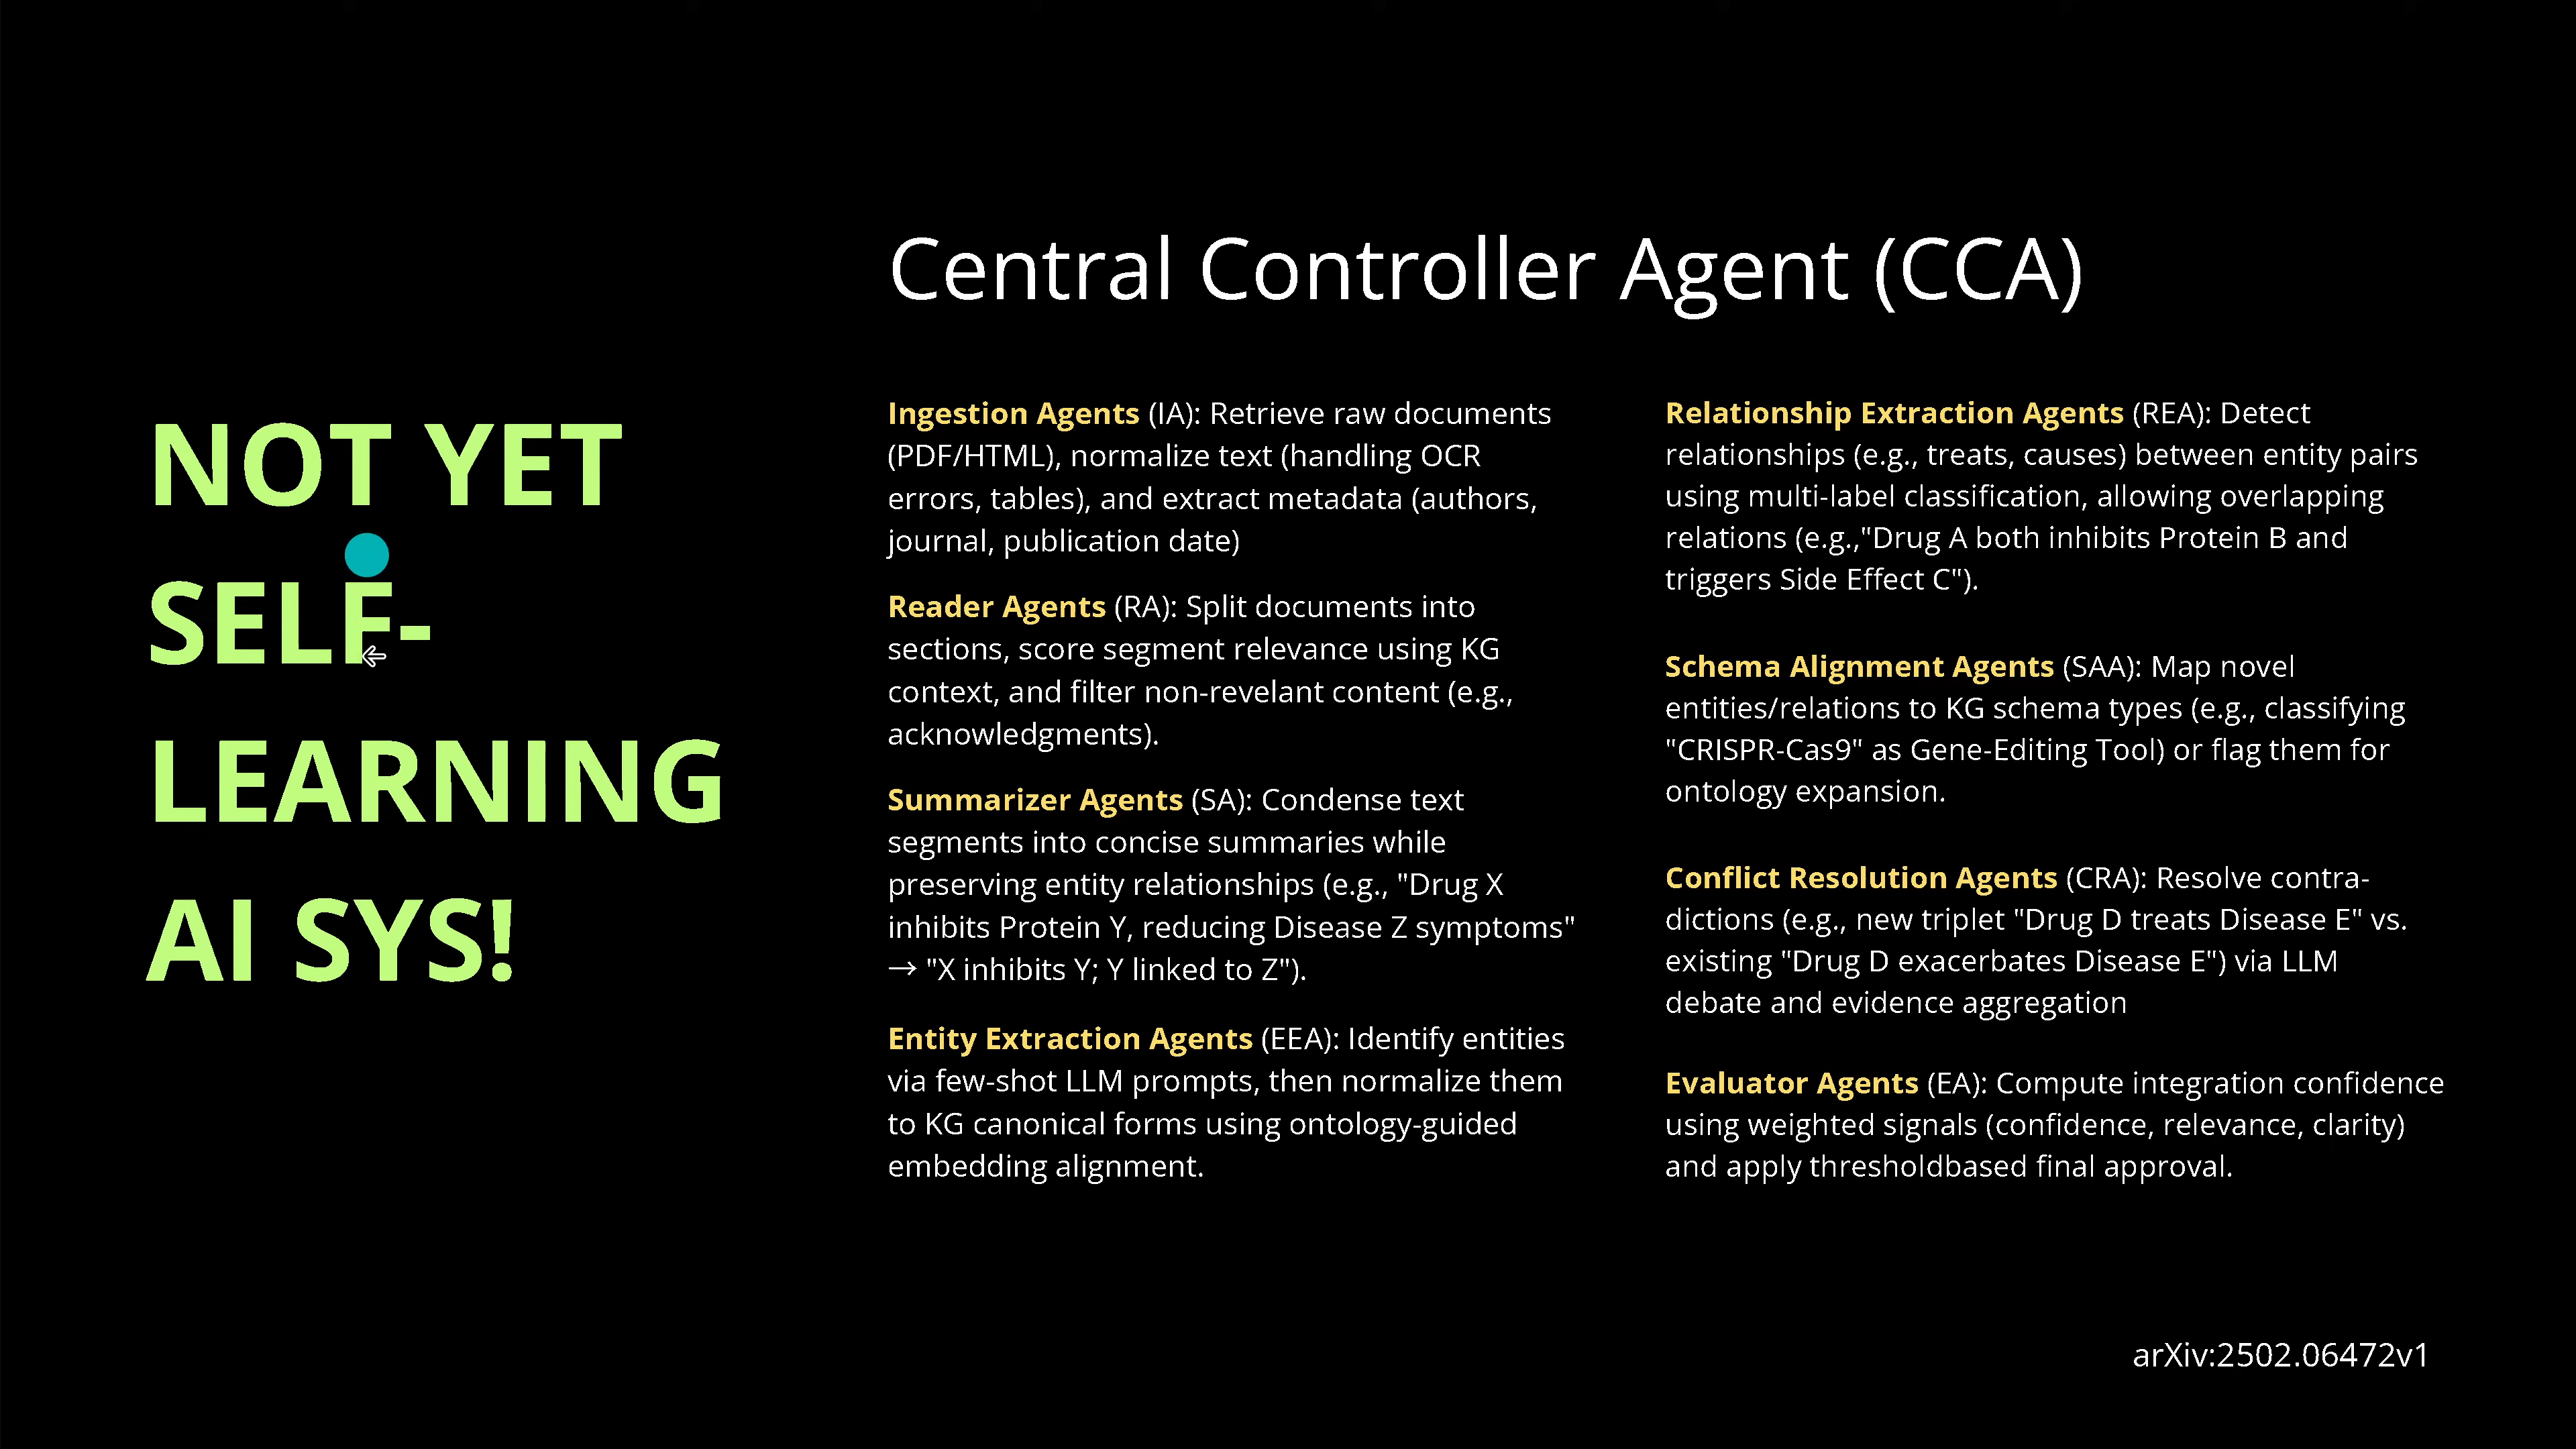 NOT YET
SELF-
LEARNING
AI SYS!
Central Controller Agent (CCA)
Ingestion Agents (IA): Retrieve raw documents
(PDF/HTML), normalize text (handling OCR
errors, tables), and extract metadata (authors,
journal, publication date)
Reader Agents (RA): Split documents into
sections, score segment relevance using KG
context, and filter non-revelant content (e.g.,
acknowledgments).
Summarizer Agents (SA): Condense text
segments into concise summaries while
preserving entity relationships (e.g., "Drug X
inhibits Protein Y, reducing Disease Z symptoms"
→ "X inhibits Y; Y linked to Z").
Entity Extraction Agents (EEA): Identify entities
via few-shot LLM prompts, then normalize them
to KG canonical forms using ontology-guided
embedding alignment.
Relationship Extraction Agents (REA): Detect
relationships (e.g., treats, causes) between entity pairs
using multi-label classification, allowing overlapping
relations (e.g.,"Drug A both inhibits Protein B and
triggers Side Effect C").
Schema Alignment Agents (SAA): Map novel
entities/relations to KG schema types (e.g., classifying
"CRISPR-Cas9" as Gene-Editing Tool) or flag them for
ontology expansion.
Conflict Resolution Agents (CRA): Resolve contra-
dictions (e.g., new triplet "Drug D treats Disease E" vs.
existing "Drug D exacerbates Disease E") via LLM
debate and evidence aggregation
Evaluator Agents (EA): Compute integration confidence
using weighted signals (confidence, relevance, clarity)
and apply thresholdbased final approval.
arXiv:2502.06472v1